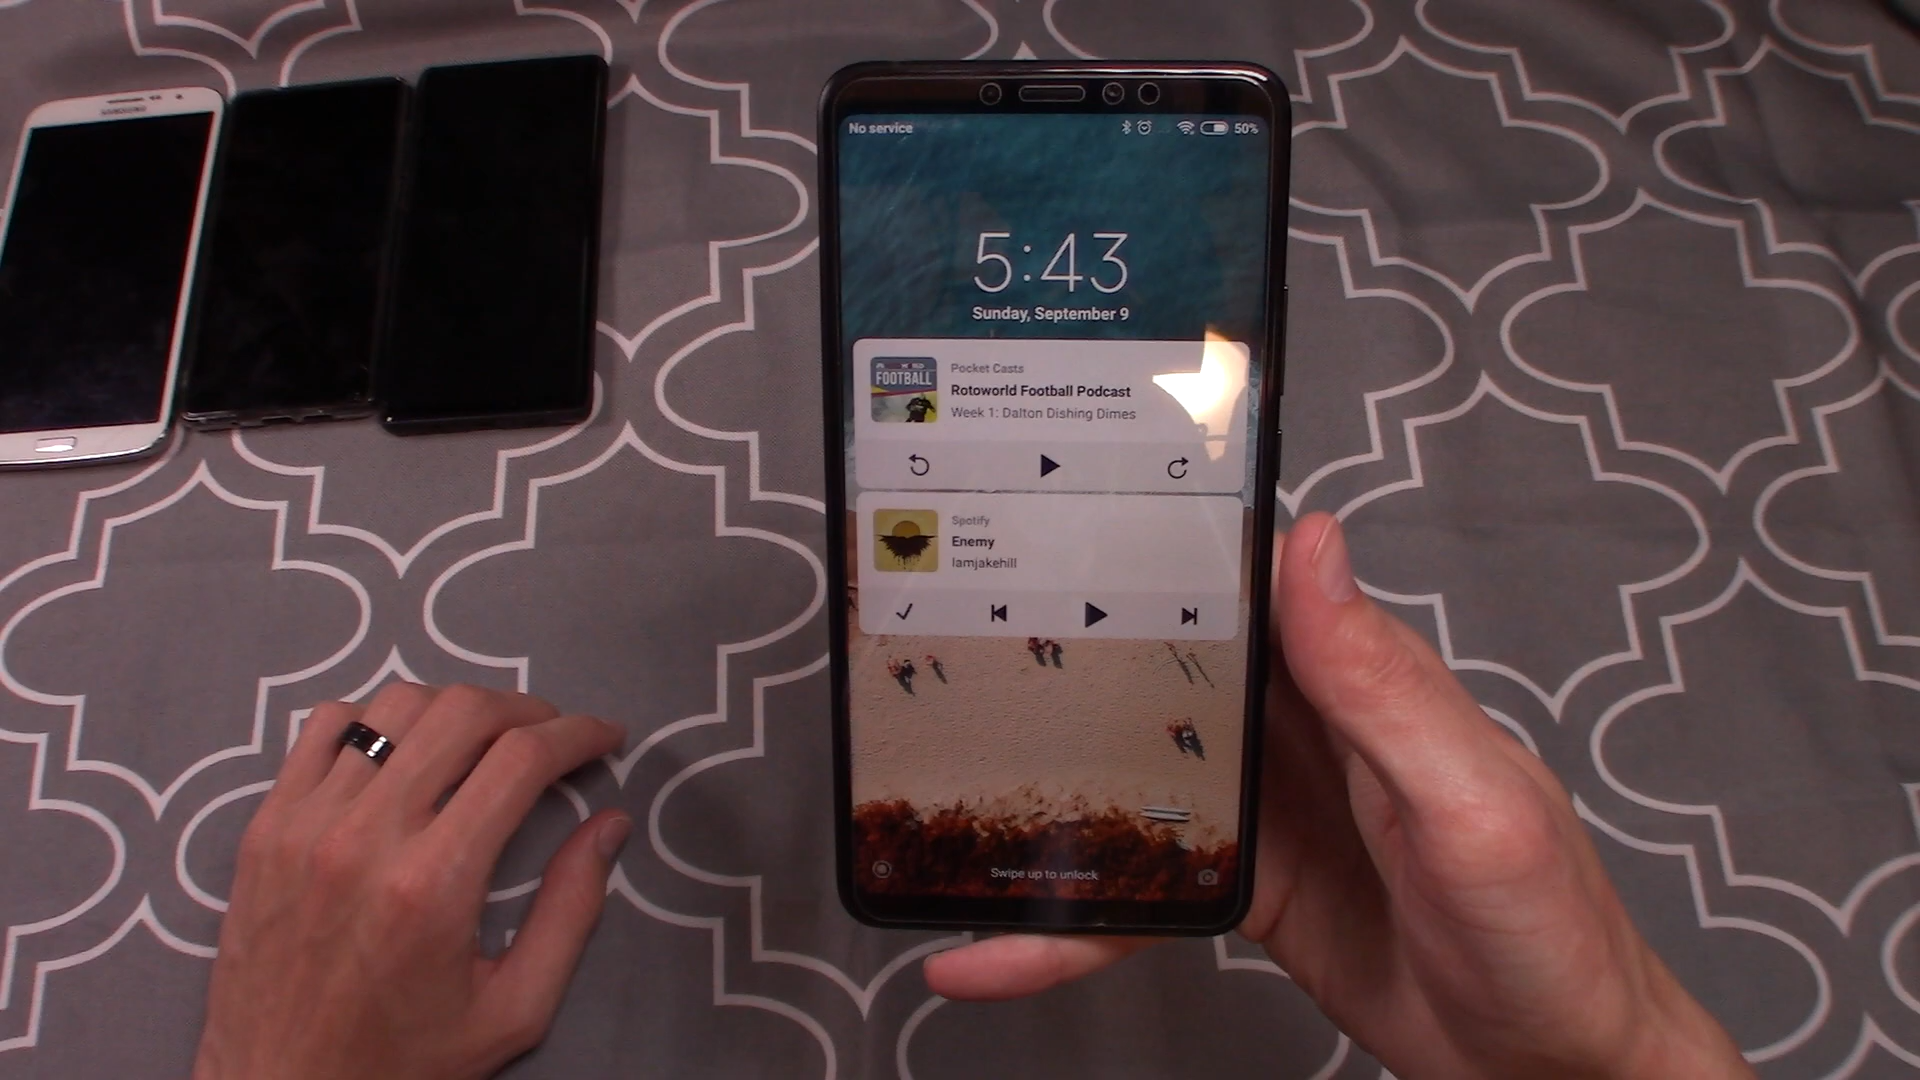 No service
50%
5:43
Sunday, September 9
FOOTBALL
Pocket Casts
Rotoworld Football Podcast
Week 1: Dalton Dishing Dimes
Spotify
Enemy
Iamjakehill
Swipe up to unlock